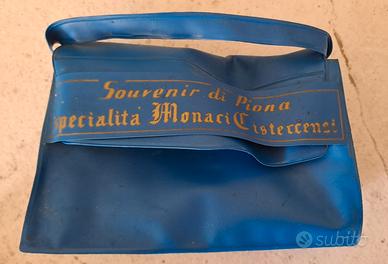 Souvenir di Piona
specialità Monaci Cistercensi
subito